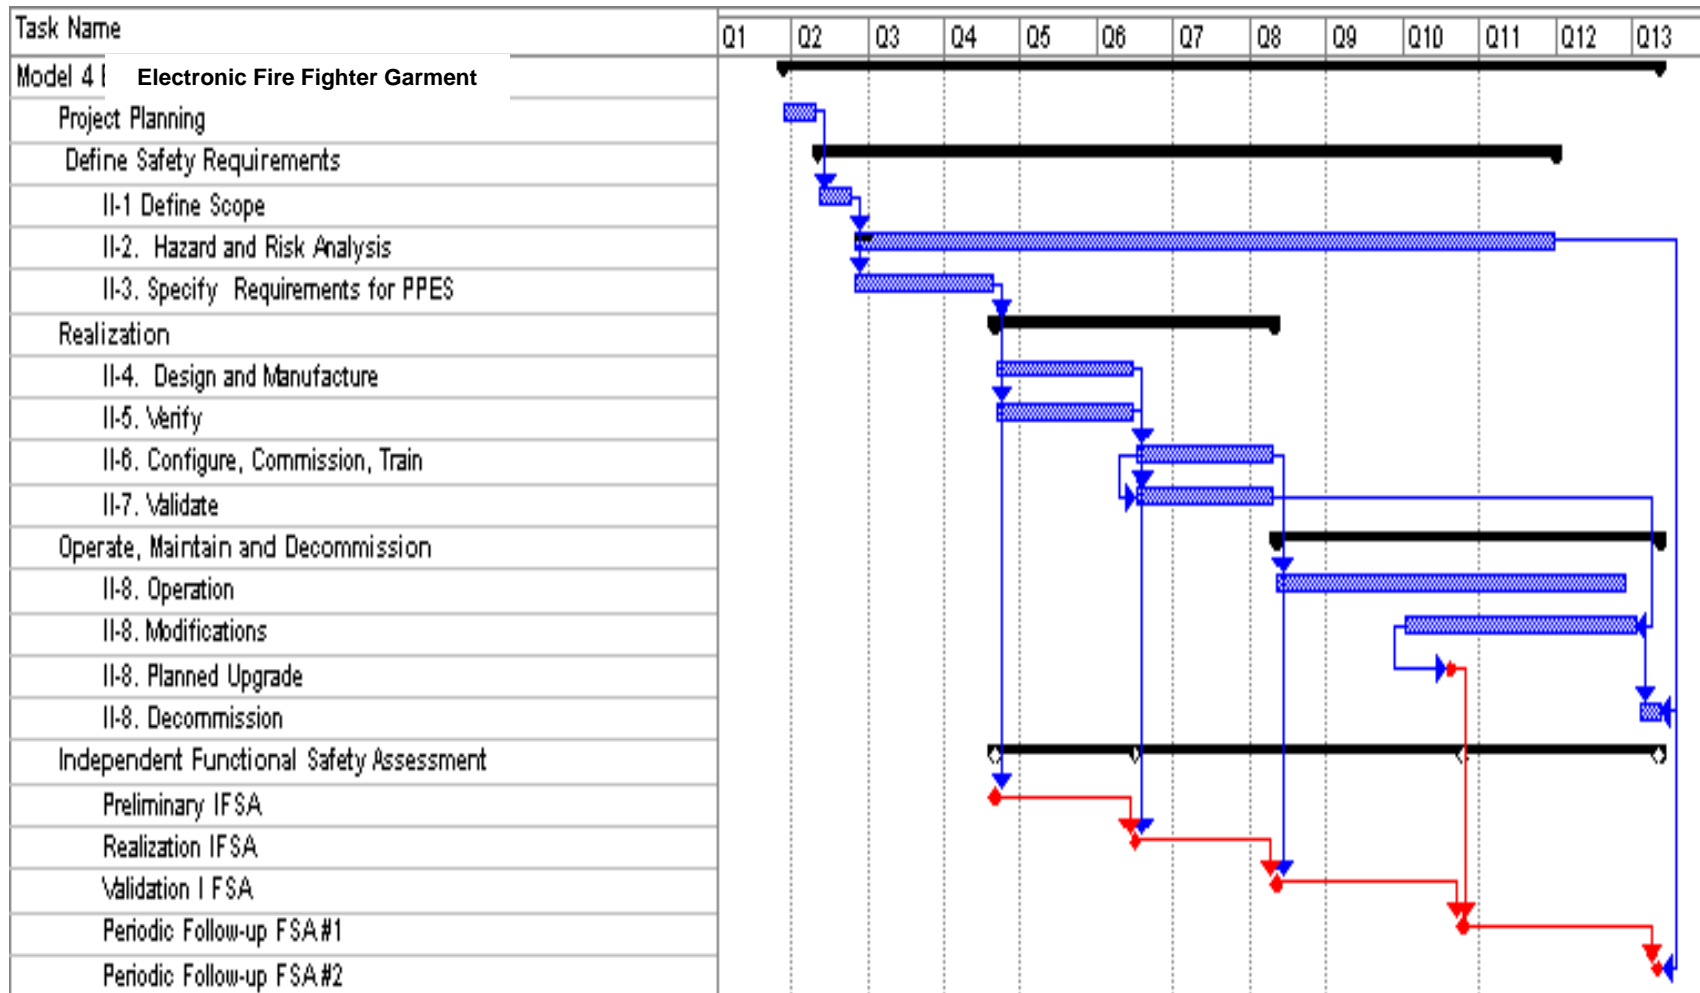 Task Name
Q1 Q2 Q3 Q4 Q5 Q6 Q7 Q8 Q9 Q10 Q11 Q12 Q13
Model 4 Electronic Fire Fighter Garment
Project Planning
Define Safety Requirements
II-1 Define Scope
II-2. Hazard and Risk Analysis
II-3. Specify Requirements for PPES
Realization
II-4. Design and Manufacture
II-5. Verify
II-6. Configure, Commission, Train
II-7. Validate
Operate, Maintain and Decommission
II-8. Operation
II-8. Modifications
II-8. Planned Upgrade
II-8. Decommission
Independent Functional Safety Assessment
Preliminary IFSA
Realization IFSA
Validation I FSA
Periodic Follow-up FSA #1
Periodic Follow-up FSA #2